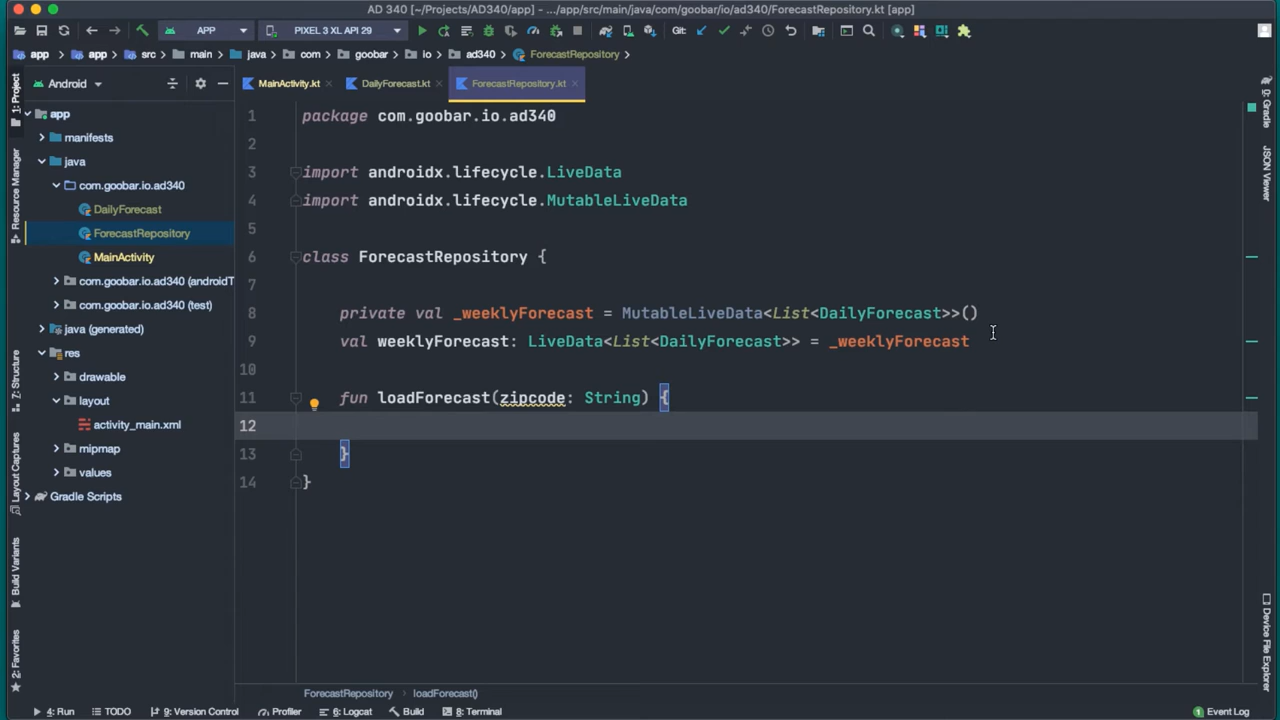 AD 340 [~/Projects/AD340/app] - .../app/src/main/java/com/goobar/io/ad340/ForecastRepository.kt [app]
APP PIXEL 3 XL API 29 Git:
app app src main java com goobar io ad340 ForecastRepository.kt
Android
MainActivity.kt DailyForecast.kt ForecastRepository.kt
1: Project
Resource Manager
7: Structure
Layout Captures
Build Variants
2: Favorites
app
manifests
java
com.goobar.io.ad340
DailyForecast
ForecastRepository
MainActivity
com.goobar.io.ad340 (androidT
com.goobar.io.ad340 (test)
java (generated)
res
drawable
layout
activity_main.xml
mipmap
values
Gradle Scripts
1 package com.goobar.io.ad340
2
3 import androidx.lifecycle.LiveData
4 import androidx.lifecycle.MutableLiveData
5
6 class ForecastRepository {
7
8 private val _weeklyForecast = MutableLiveData<List<DailyForecast>>()
9 val weeklyForecast: LiveData<List<DailyForecast>> = _weeklyForecast
10
11 fun loadForecast(zipcode: String) {
12
13 }
14 }
Gradle
JSON Viewer
Device File Explorer
ForecastRepository loadForecast()
4: Run TODO 9: Version Control Profiler 6: Logcat Build 8: Terminal 1 Event Log